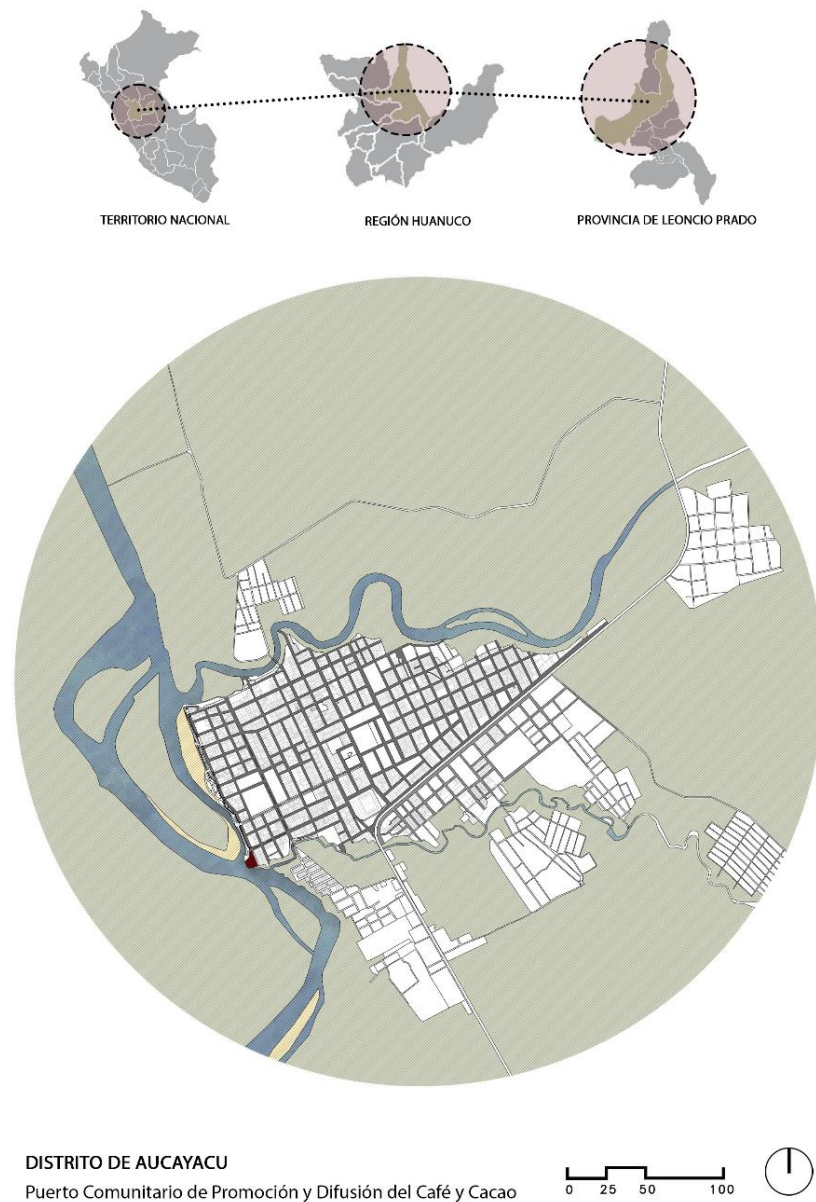 TERRITORIO NACIONAL
REGIÓN HUANUCO
PROVINCIA DE LEONCIO PRADO
DISTRITO DE AUCAYACU
Puerto Comunitario de Promoción y Difusión del Café y Cacao
0 25 50 100